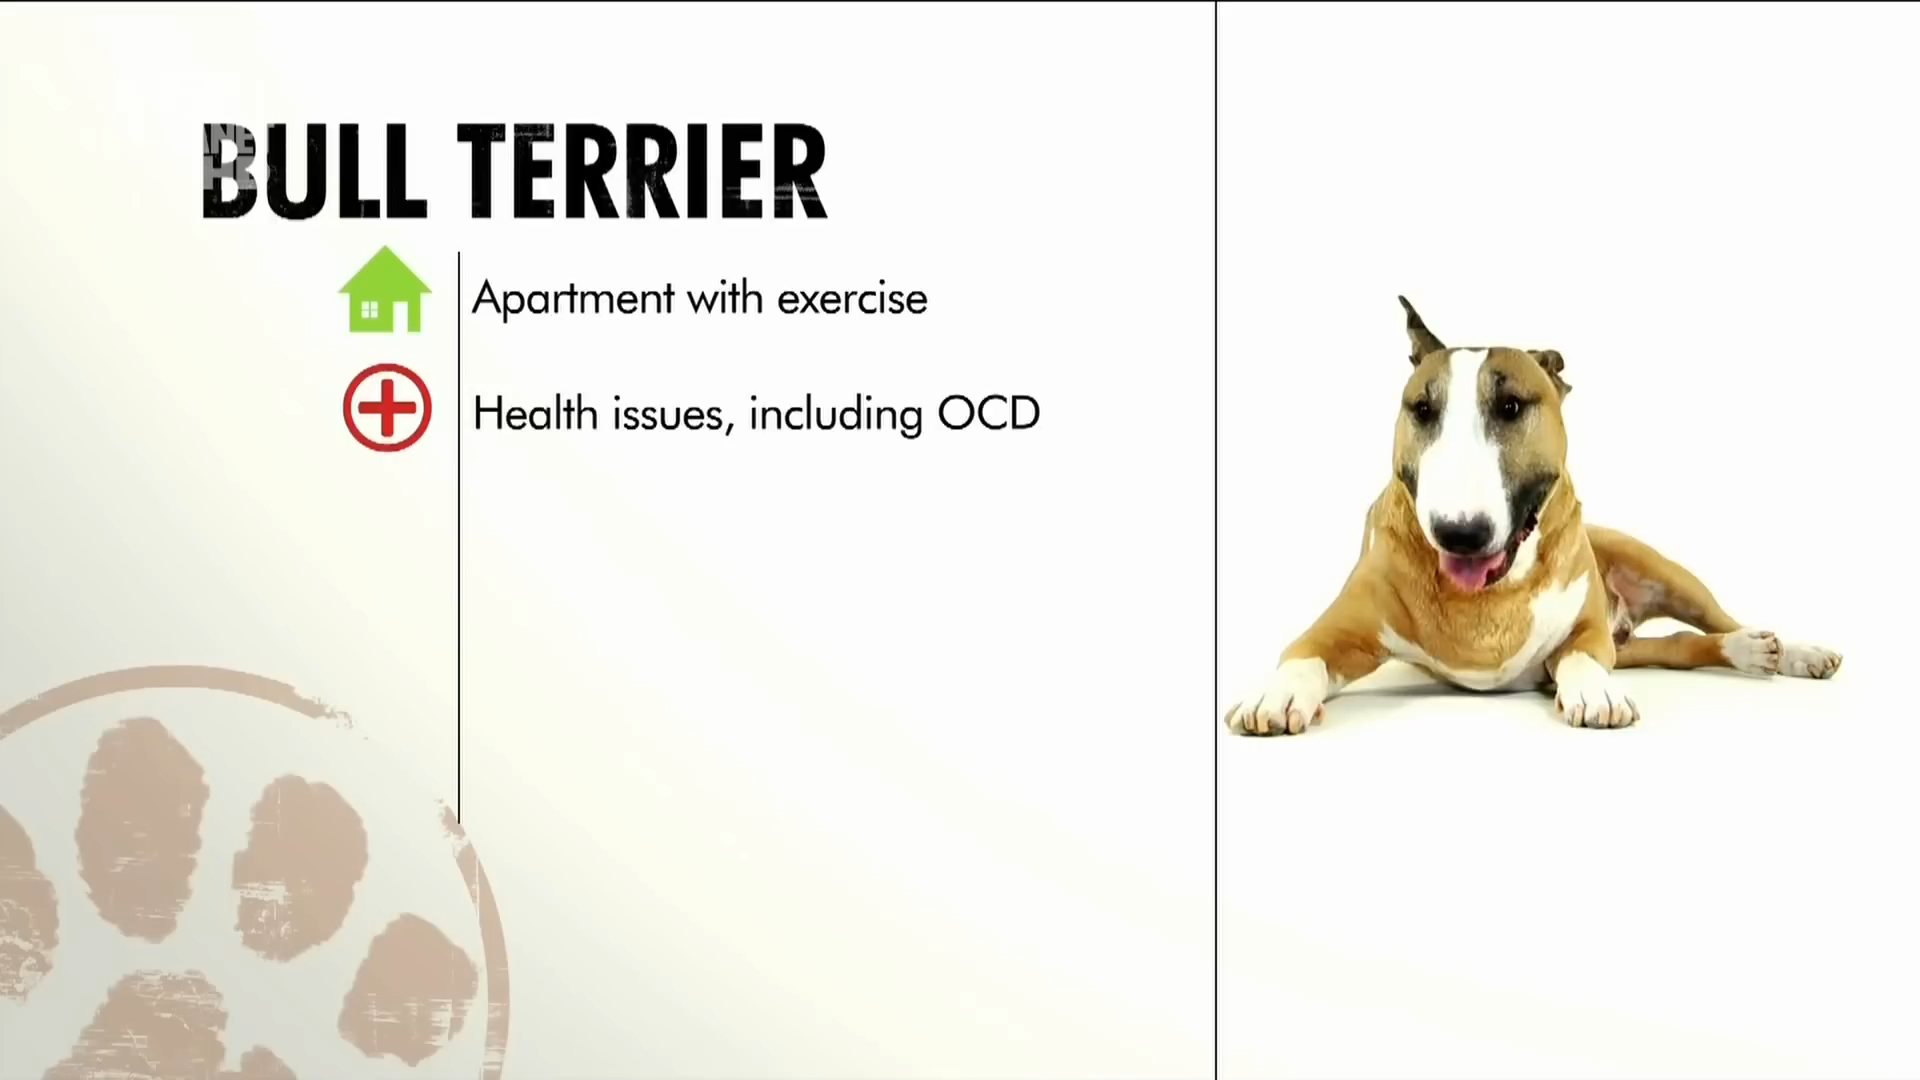 BULL TERRIER
Apartment with exercise
Health issues, including OCD